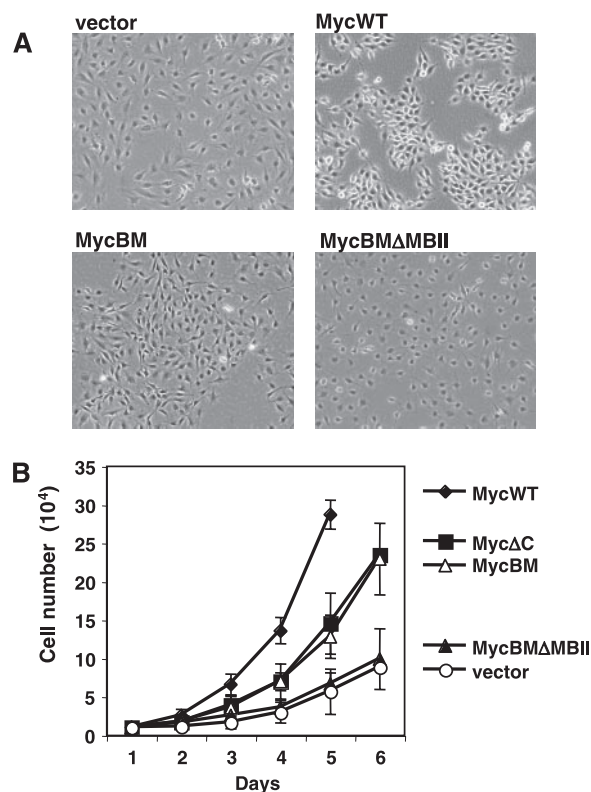 A
vector
MycWT
MycBM
MycBMΔMBII
B
Cell number (10⁴)
35
30
25
20
15
10
5
0
1 2 3 4 5 6
Days
MycWT
MycΔC
MycBM
MycBMΔMBII
vector